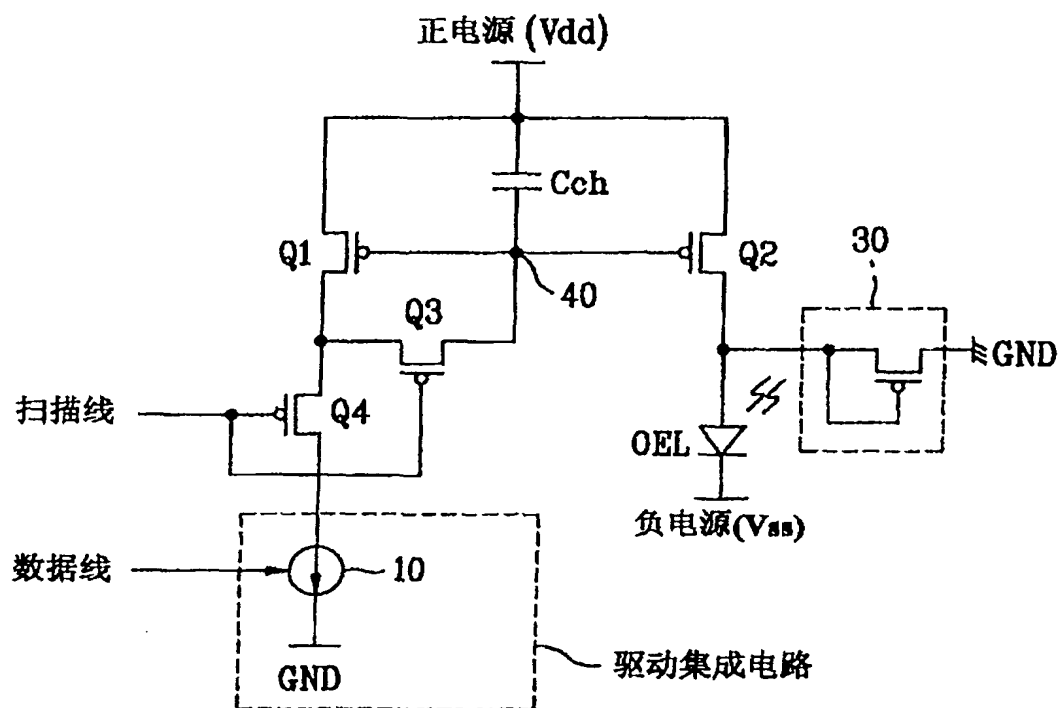 正电源 (Vdd)
Cch
Q1
Q2
30
40
Q3
GND
扫描线
Q4
OEL
负电源(Vss)
数据线
10
GND
驱动集成电路